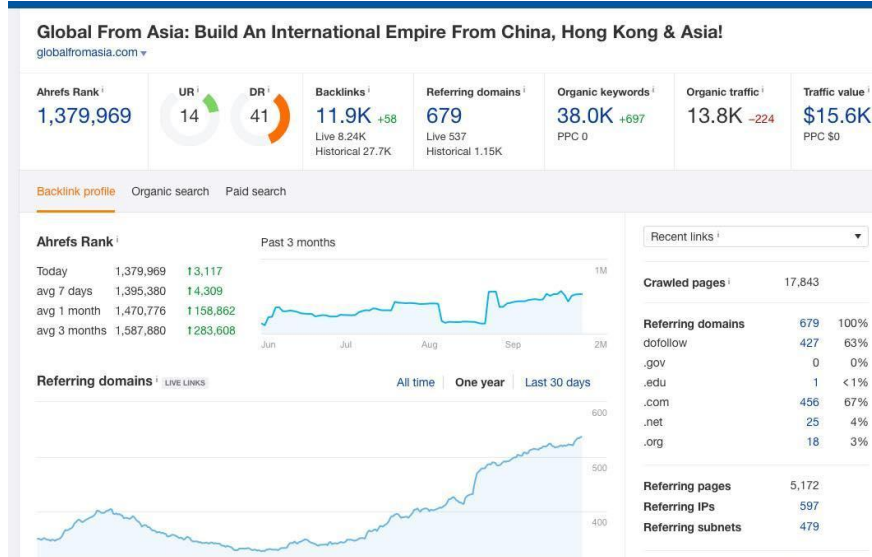 Global From Asia: Build An International Empire From China, Hong Kong & Asia!
globalfromasia.com
Ahrefs Rank i
1,379,969
UR i
14
DR i
41
Backlinks i
11.9K +58
Live 8.24K
Historical 27.7K
Referring domains i
679
Live 537
Historical 1.15K
Organic keywords i
38.0K +697
PPC 0
Organic traffic i
13.8K -224
Traffic value i
$15.6K
PPC $0
Backlink profile Organic search Paid search
Ahrefs Rank i
Today 1,379,969 ↑3,117
avg 7 days 1,395,380 ↑4,309
avg 1 month 1,470,776 ↑158,862
avg 3 months 1,587,880 ↑283,608
Past 3 months
1M
2M
Jun Jul Aug Sep
Referring domains i LIVE LINKS
All time One year Last 30 days
600
500
400
Recent links i
Crawled pages i 17,843
Referring domains 679 100%
dofollow 427 63%
.gov 0 0%
.edu 1 <1%
.com 456 67%
.net 25 4%
.org 18 3%
Referring pages 5,172
Referring IPs 597
Referring subnets 479